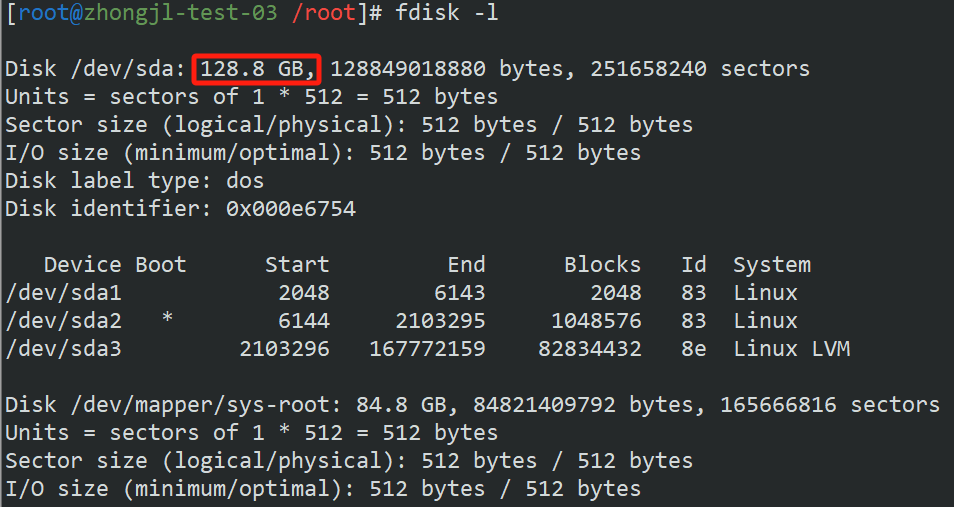 [root@zhongjl-test-03 /root]# fdisk -l
Disk /dev/sda: 128.8 GB, 128849018880 bytes, 251658240 sectors
Units = sectors of 1 * 512 = 512 bytes
Sector size (logical/physical): 512 bytes / 512 bytes
I/O size (minimum/optimal): 512 bytes / 512 bytes
Disk label type: dos
Disk identifier: 0x000e6754
   Device Boot      Start         End      Blocks   Id  System
/dev/sda1            2048        6143        2048   83  Linux
/dev/sda2   *        6144     2103295     1048576   83  Linux
/dev/sda3         2103296   167772159    82834432   8e  Linux LVM
Disk /dev/mapper/sys-root: 84.8 GB, 84821409792 bytes, 165666816 sectors
Units = sectors of 1 * 512 = 512 bytes
Sector size (logical/physical): 512 bytes / 512 bytes
I/O size (minimum/optimal): 512 bytes / 512 bytes